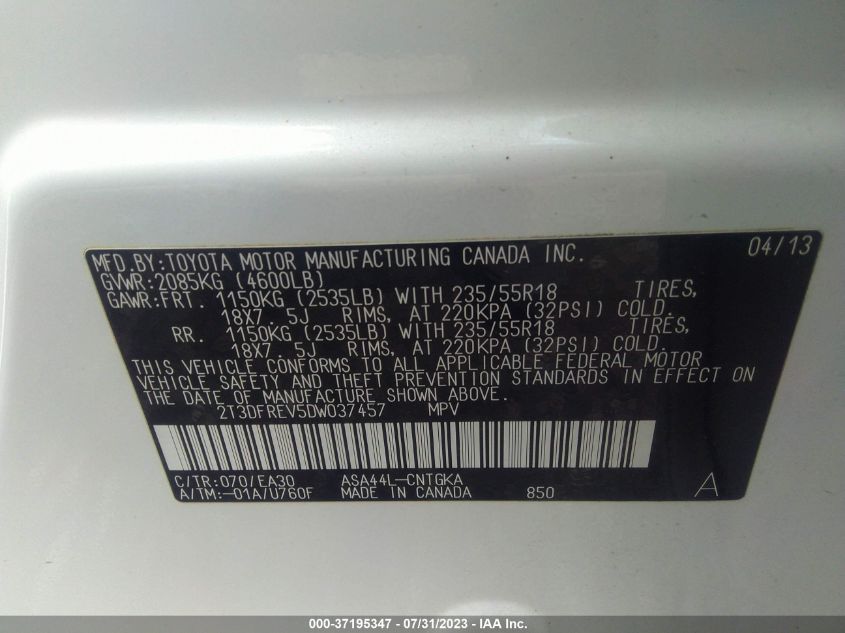 MFD.BY:TOYOTA MOTOR MANUFACTURING CANADA INC. 04/13
GVWR:2085KG (4600LB)
GAWR:FRT. 1150KG (2535LB) WITH 235/55R18 TIRES,
18X7.5J RIMS, AT 220KPA (32PSI) COLD.
RR. 1150KG (2535LB) WITH 235/55R18 TIRES,
18X7.5J RIMS, AT 220KPA (32PSI) COLD.
THIS VEHICLE CONFORMS TO ALL APPLICABLE FEDERAL MOTOR
VEHICLE SAFETY AND THEFT PREVENTION STANDARDS IN EFFECT ON
THE DATE OF MANUFACTURE SHOWN ABOVE.
2T3DFREV5DW037457 MPV
C/TR:070/EA30 ASA44L-CNTGKA
A/TM:-01A/U760F MADE IN CANADA 850 A
000-37195347 - 07/31/2023 - IAA Inc.